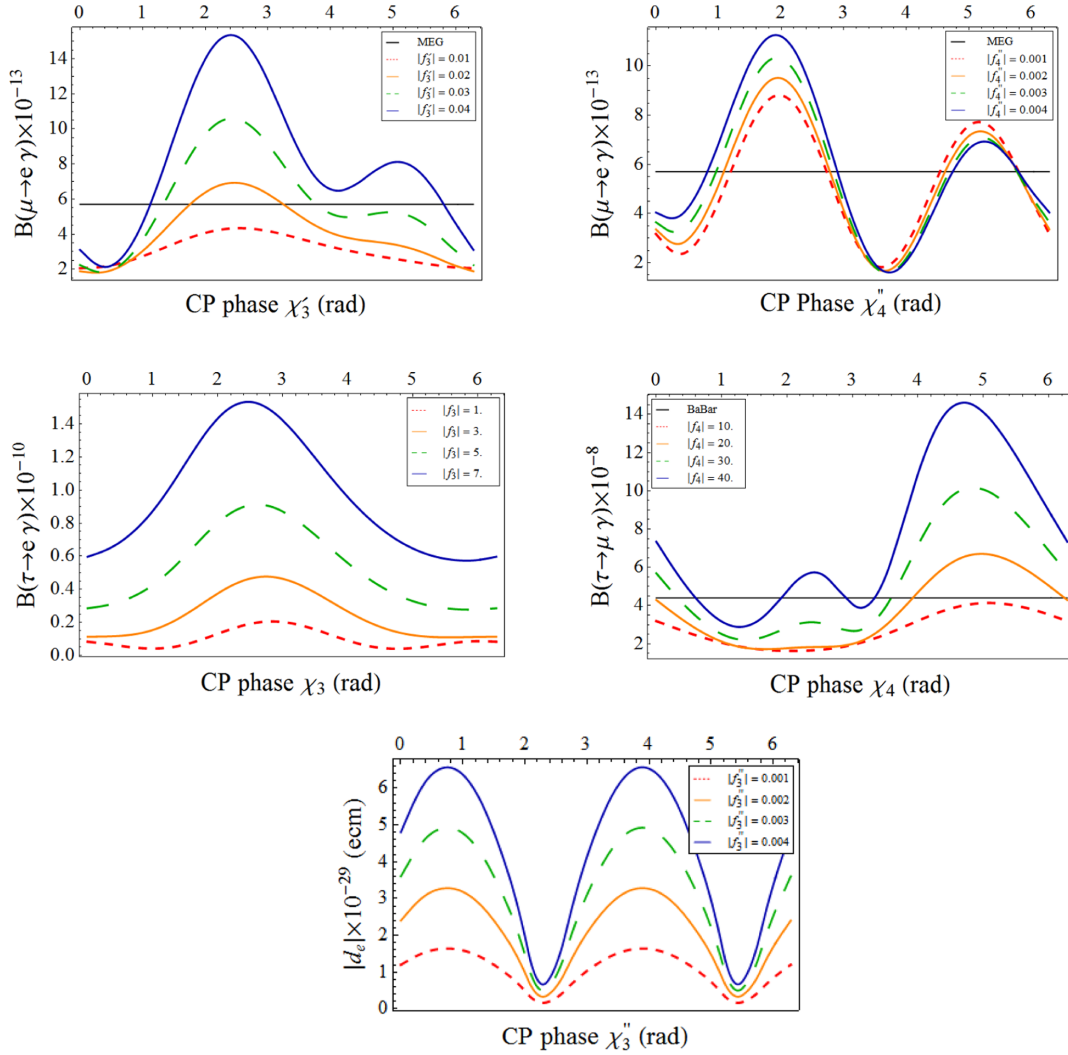 0 1 2 3 4 5 6
B(μ→e γ)×10⁻¹³
14
12
10
8
6
4
2
MEG
|f₃′| = 0.01
|f₃′| = 0.02
|f₃′| = 0.03
|f₃′| = 0.04
CP phase χ₃′ (rad)
0 1 2 3 4 5 6
B(μ→e γ)×10⁻¹³
10
8
6
4
2
MEG
|f₄″| = 0.001
|f₄″| = 0.002
|f₄″| = 0.003
|f₄″| = 0.004
CP Phase χ₄″ (rad)
0 1 2 3 4 5 6
B(τ→e γ)×10⁻¹⁰
1.4
1.2
1.0
0.8
0.6
0.4
0.2
0.0
|f₃| = 1.
|f₃| = 3.
|f₃| = 5.
|f₃| = 7.
CP phase χ₃ (rad)
0 1 2 3 4 5 6
B(τ→μ γ)×10⁻⁸
14
12
10
8
6
4
2
BaBar
|f₄| = 10.
|f₄| = 20.
|f₄| = 30.
|f₄| = 40.
CP phase χ₄ (rad)
0 1 2 3 4 5 6
|dₑ|×10⁻²⁹ (ecm)
6
5
4
3
2
1
0
|f₃″| = 0.001
|f₃″| = 0.002
|f₃″| = 0.003
|f₃″| = 0.004
CP phase χ₃″ (rad)